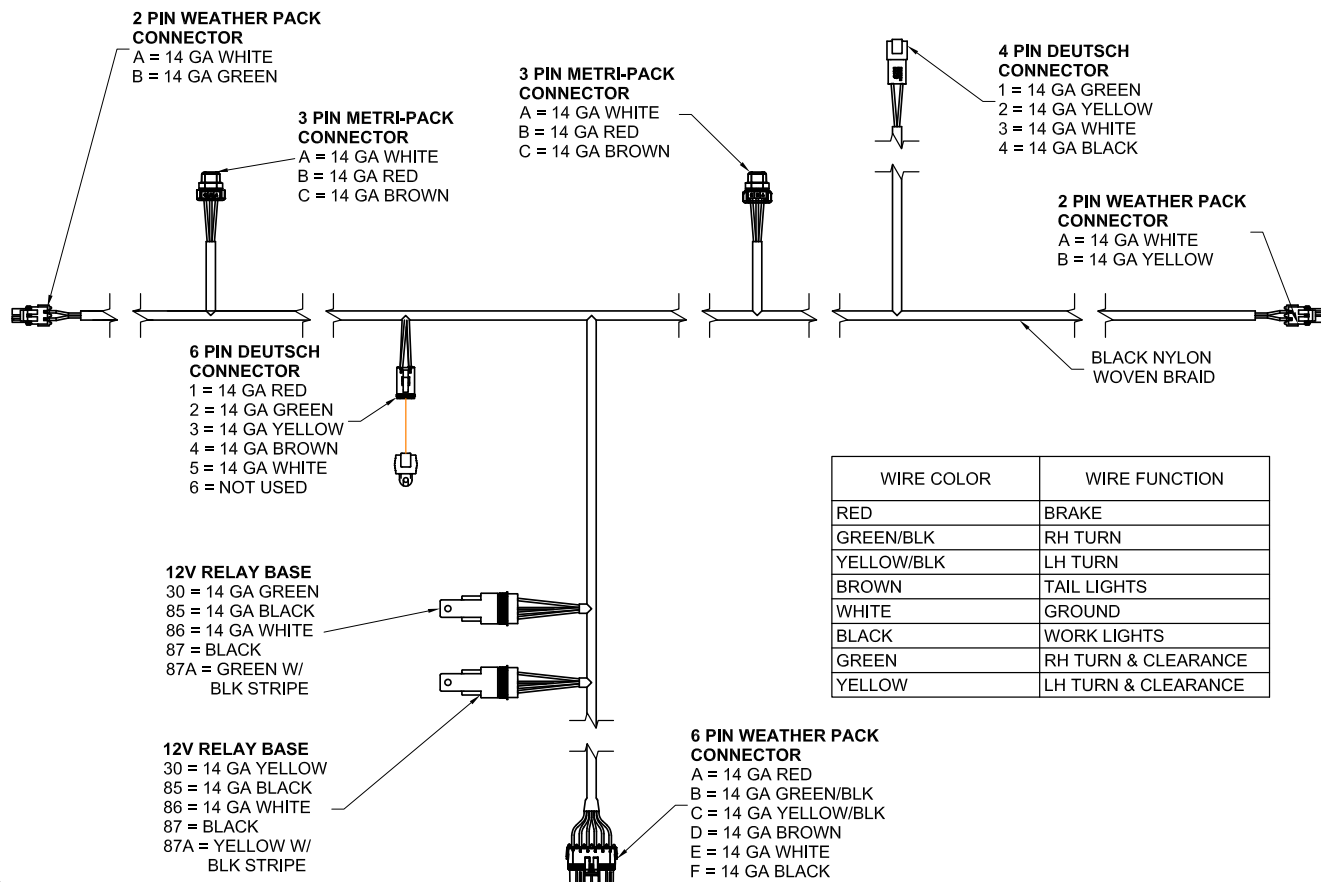 2 PIN WEATHER PACK
CONNECTOR
A = 14 GA WHITE
B = 14 GA GREEN
3 PIN METRI-PACK
CONNECTOR
A = 14 GA WHITE
B = 14 GA RED
C = 14 GA BROWN
3 PIN METRI-PACK
CONNECTOR
A = 14 GA WHITE
B = 14 GA RED
C = 14 GA BROWN
4 PIN DEUTSCH
CONNECTOR
1 = 14 GA GREEN
2 = 14 GA YELLOW
3 = 14 GA WHITE
4 = 14 GA BLACK
2 PIN WEATHER PACK
CONNECTOR
A = 14 GA WHITE
B = 14 GA YELLOW
BLACK NYLON
WOVEN BRAID
6 PIN DEUTSCH
CONNECTOR
1 = 14 GA RED
2 = 14 GA GREEN
3 = 14 GA YELLOW
4 = 14 GA BROWN
5 = 14 GA WHITE
6 = NOT USED
WIRE COLOR WIRE FUNCTION
RED BRAKE
GREEN/BLK RH TURN
YELLOW/BLK LH TURN
BROWN TAIL LIGHTS
WHITE GROUND
BLACK WORK LIGHTS
GREEN RH TURN & CLEARANCE
YELLOW LH TURN & CLEARANCE
12V RELAY BASE
30 = 14 GA GREEN
85 = 14 GA BLACK
86 = 14 GA WHITE
87 = BLACK
87A = GREEN W/
BLK STRIPE
12V RELAY BASE
30 = 14 GA YELLOW
85 = 14 GA BLACK
86 = 14 GA WHITE
87 = BLACK
87A = YELLOW W/
BLK STRIPE
6 PIN WEATHER PACK
CONNECTOR
A = 14 GA RED
B = 14 GA GREEN/BLK
C = 14 GA YELLOW/BLK
D = 14 GA BROWN
E = 14 GA WHITE
F = 14 GA BLACK